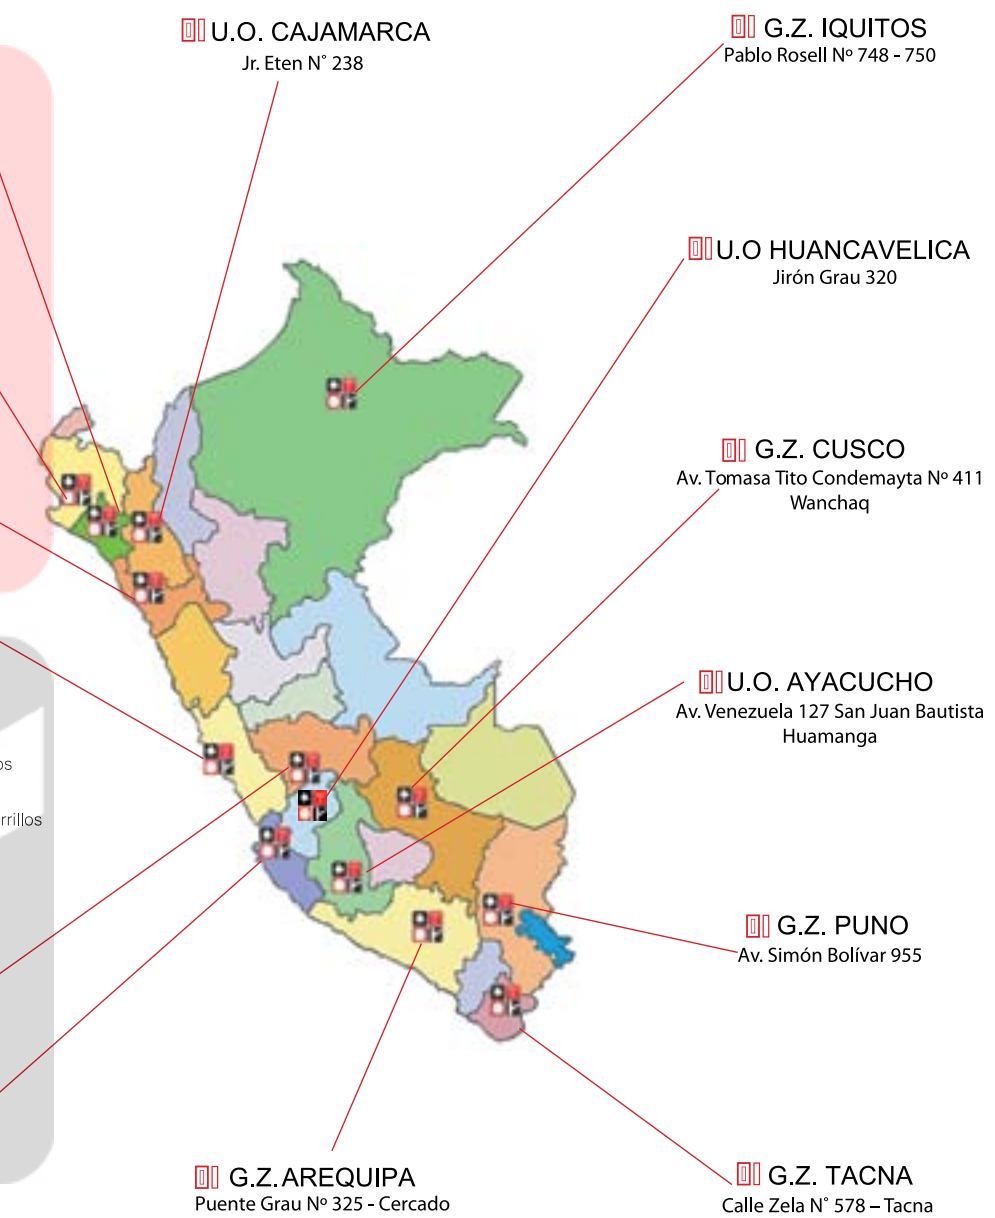 U.O. CAJAMARCA
Jr. Eten N° 238
G.Z. IQUITOS
Pablo Rosell Nº 748 - 750
U.O HUANCAVELICA
Jirón Grau 320
G.Z. CUSCO
Av. Tomasa Tito Condemayta Nº 411
Wanchaq
U.O. AYACUCHO
Av. Venezuela 127 San Juan Bautista
Huamanga
os
rrillos
G.Z. PUNO
Av. Simón Bolívar 955
G.Z. AREQUIPA
Puente Grau Nº 325 - Cercado
G.Z. TACNA
Calle Zela N° 578 – Tacna